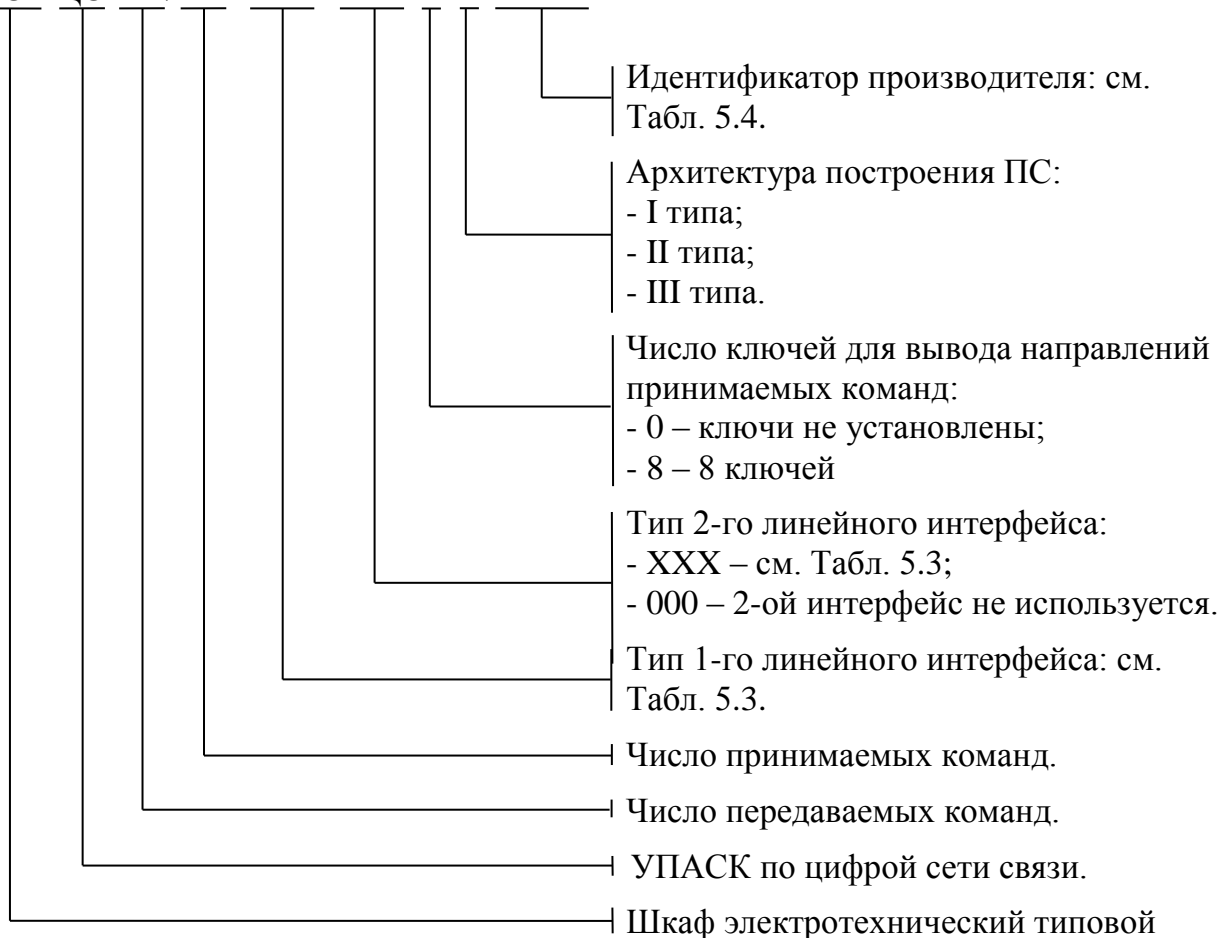 Идентификатор производителя: см.
Табл. 5.4.
Архитектура построения ПС:
- I типа;
- II типа;
- III типа.
Число ключей для вывода направлений
принимаемых команд:
- 0 – ключи не установлены;
- 8 – 8 ключей
Тип 2-го линейного интерфейса:
- XXX – см. Табл. 5.3;
- 000 – 2-ой интерфейс не используется.
Тип 1-го линейного интерфейса: см.
Табл. 5.3.
Число принимаемых команд.
Число передаваемых команд.
УПАСК по цифрой сети связи.
Шкаф электротехнический типовой